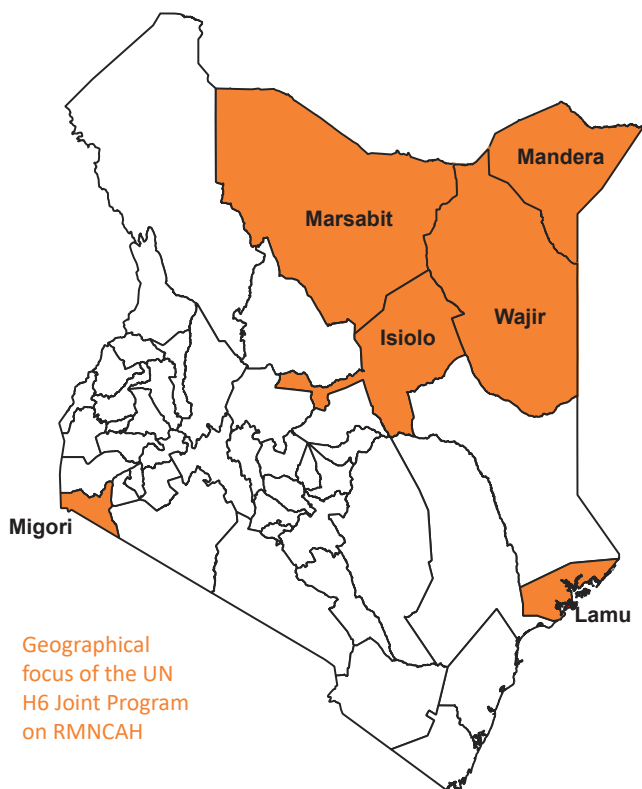 Mandera
Marsabit
Wajir
Isiolo
Migori
Lamu
Geographical
focus of the UN
H6 Joint Program
on RMNCAH